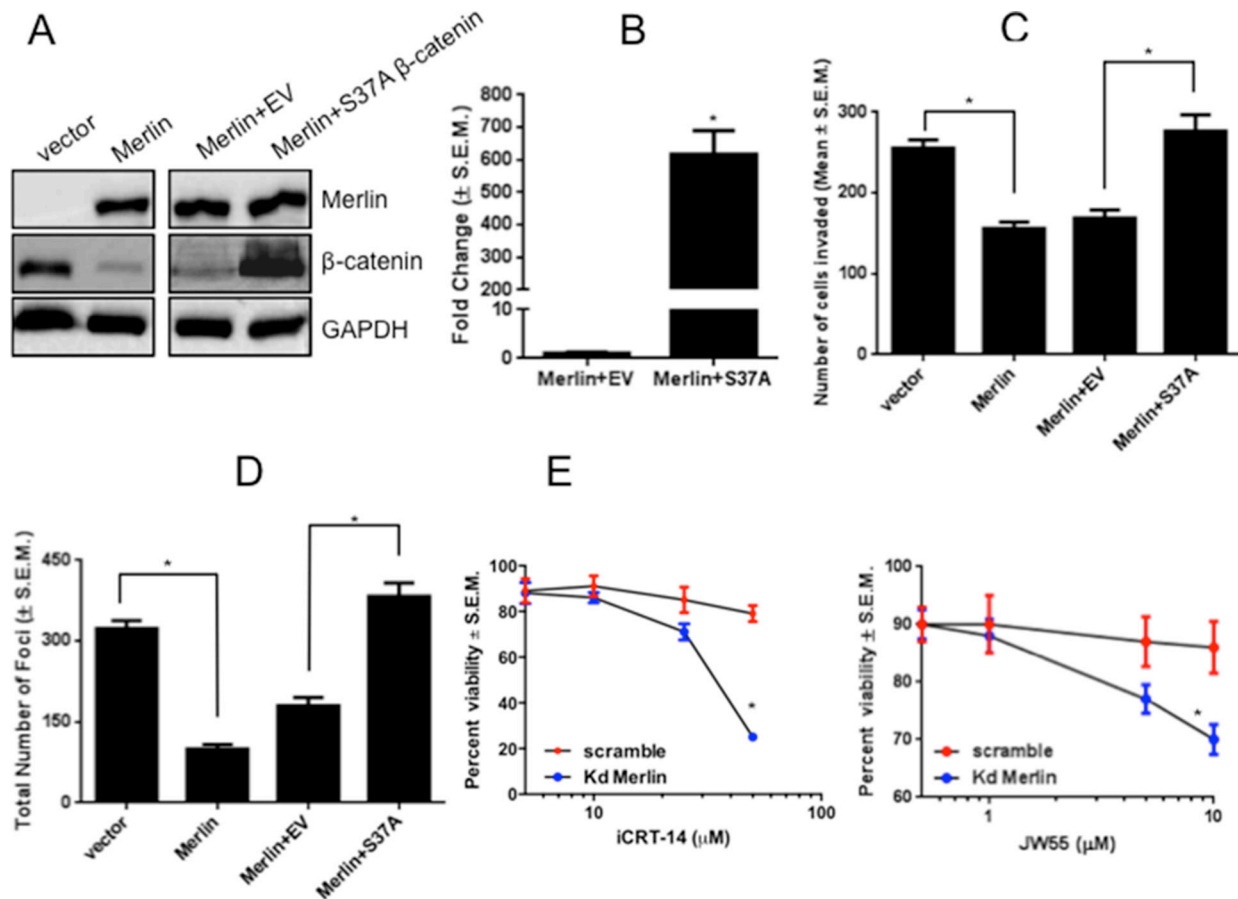 A
vector
Merlin
Merlin+EV
Merlin+S37A β-catenin
Merlin
β-catenin
GAPDH
B
Fold Change (± S.E.M.)
800
700
600
500
400
300
200
10
0
*
Merlin+EV
Merlin+S37A
C
Number of cells invaded (Mean ± S.E.M.)
300
150
0
*
*
vector
Merlin
Merlin+EV
Merlin+S37A
D
Total Number of Foci (± S.E.M.)
450
300
150
0
*
*
vector
Merlin
Merlin+EV
Merlin+S37A
E
Percent viability ± S.E.M.
100
80
60
40
20
0
*
scramble
Kd Merlin
10
100
iCRT-14 (μM)
Percent viability ± S.E.M.
100
90
80
70
60
*
scramble
Kd Merlin
1
10
JW55 (μM)